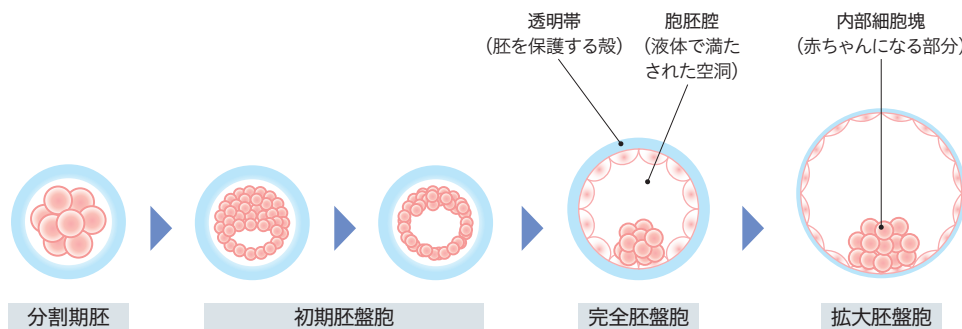 透明帯
(胚を保護する殻)
胞胚腔
(液体で満た
された空洞)
内部細胞塊
(赤ちゃんになる部分)
分割期胚
初期胚盤胞
完全胚盤胞
拡大胚盤胞